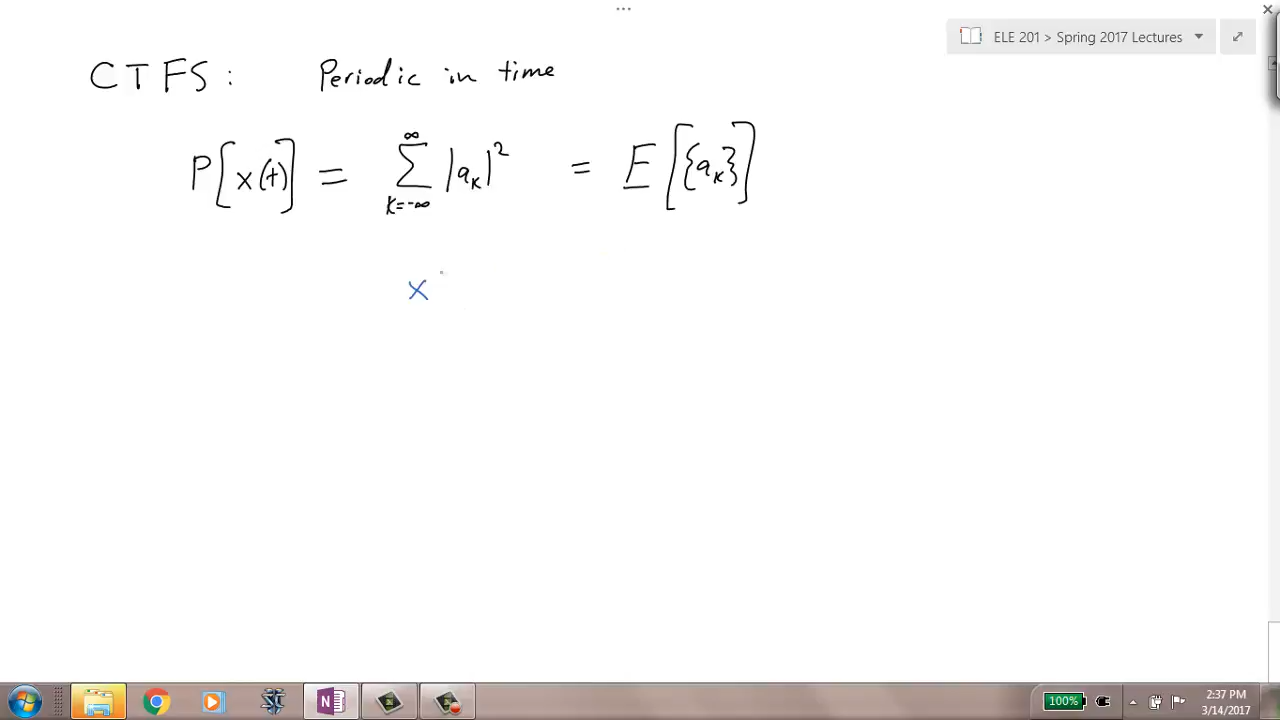 ELE 201 > Spring 2017 Lectures
CTFS: Periodic in time
P[x(t)] = ∑_{k=-∞}^{∞} |a_k|² = E[{a_k}]
x
100%
2:37 PM
3/14/2017